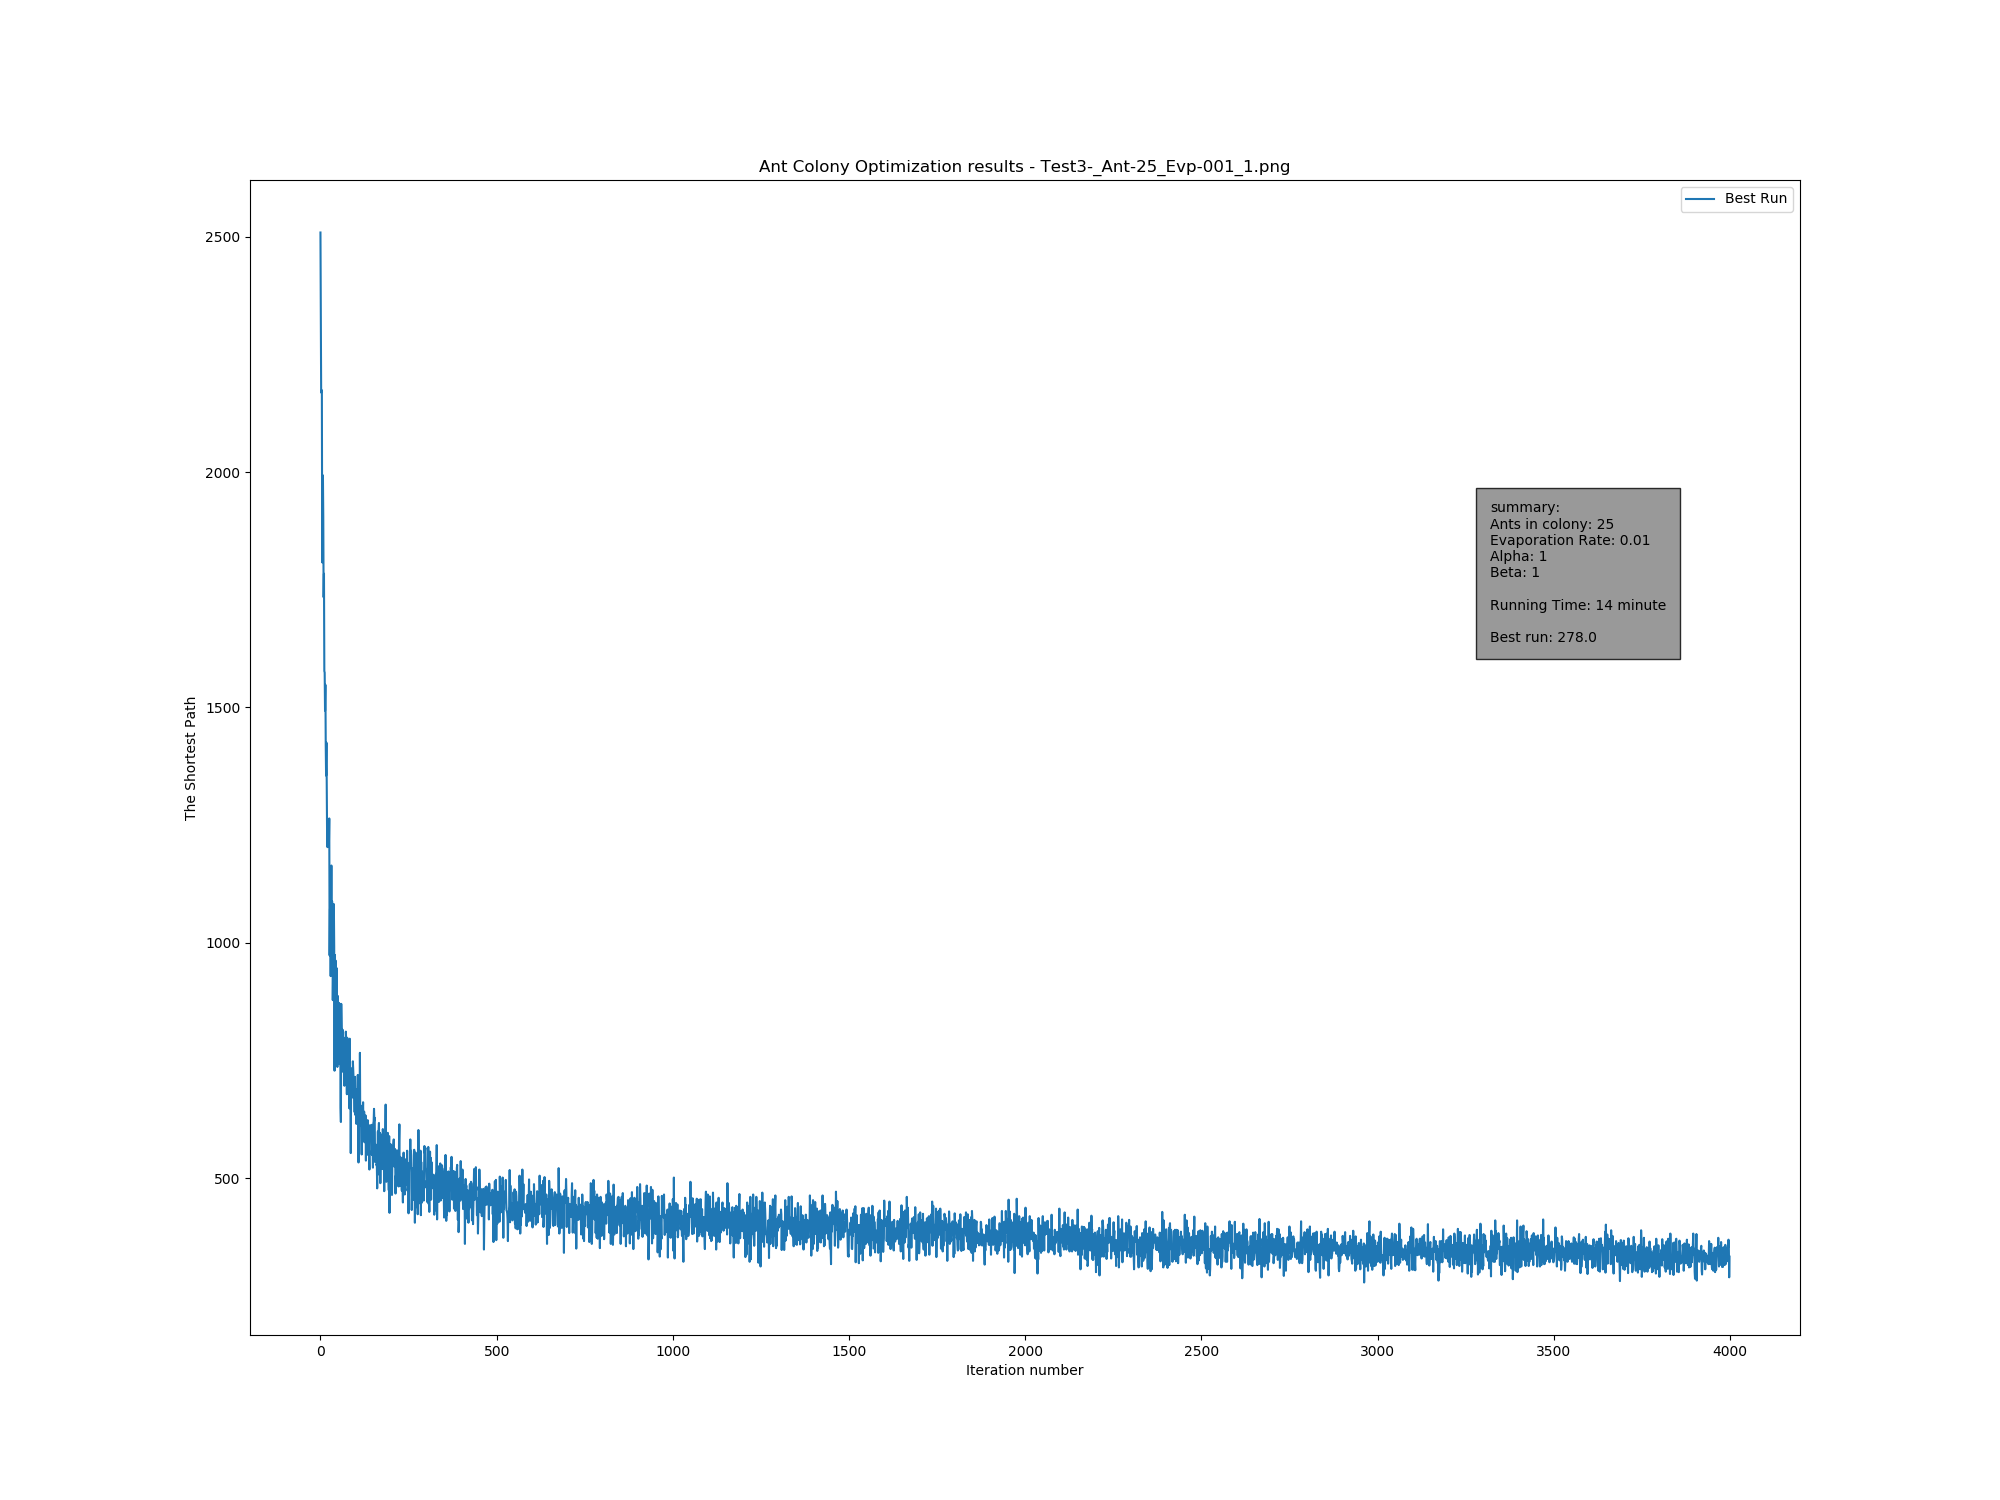 Ant Colony Optimization results - Test3-_Ant-25_Evp-001_1.png
Best Run
2500
2000
1500
1000
500
The Shortest Path
summary:
Ants in colony: 25
Evaporation Rate: 0.01
Alpha: 1
Beta: 1
Running Time: 14 minute
Best run: 278.0
0 500 1000 1500 2000 2500 3000 3500 4000
Iteration number